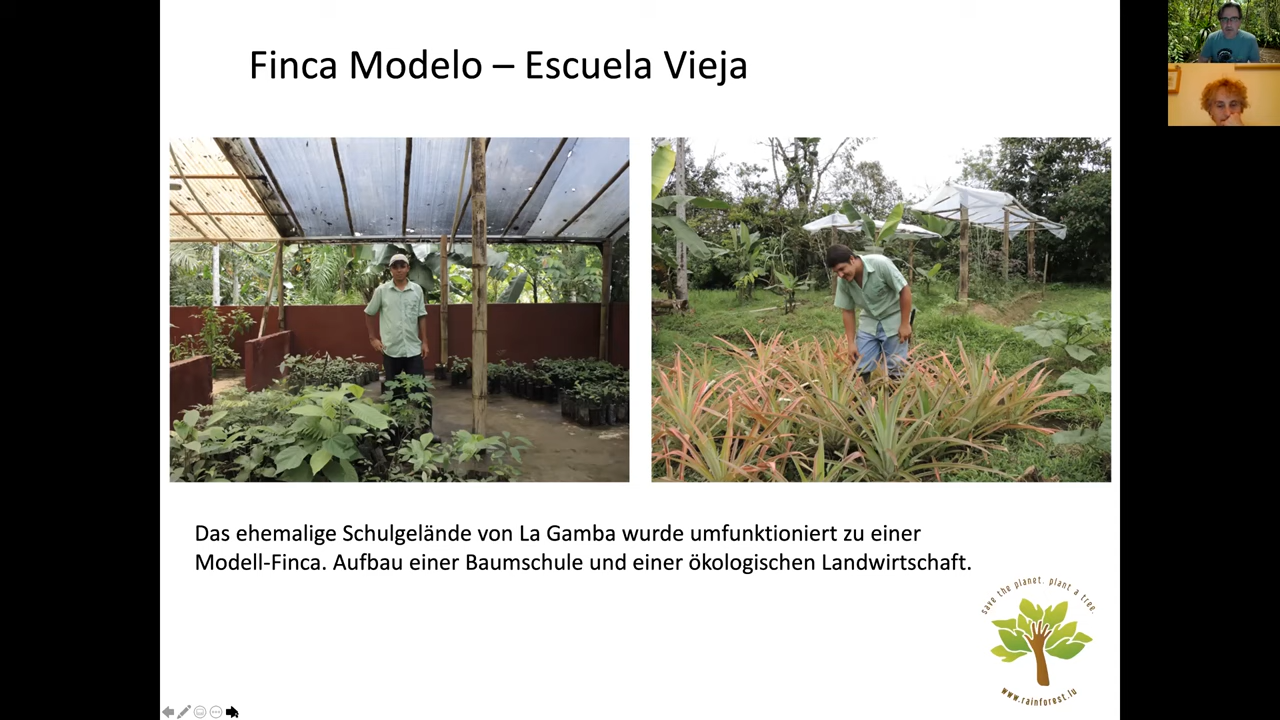 Finca Modelo – Escuela Vieja
Das ehemalige Schulgelände von La Gamba wurde umfunktioniert zu einer
Modell-Finca. Aufbau einer Baumschule und einer ökologischen Landwirtschaft.
save the planet. plant a tree.
www.rainforest.lu